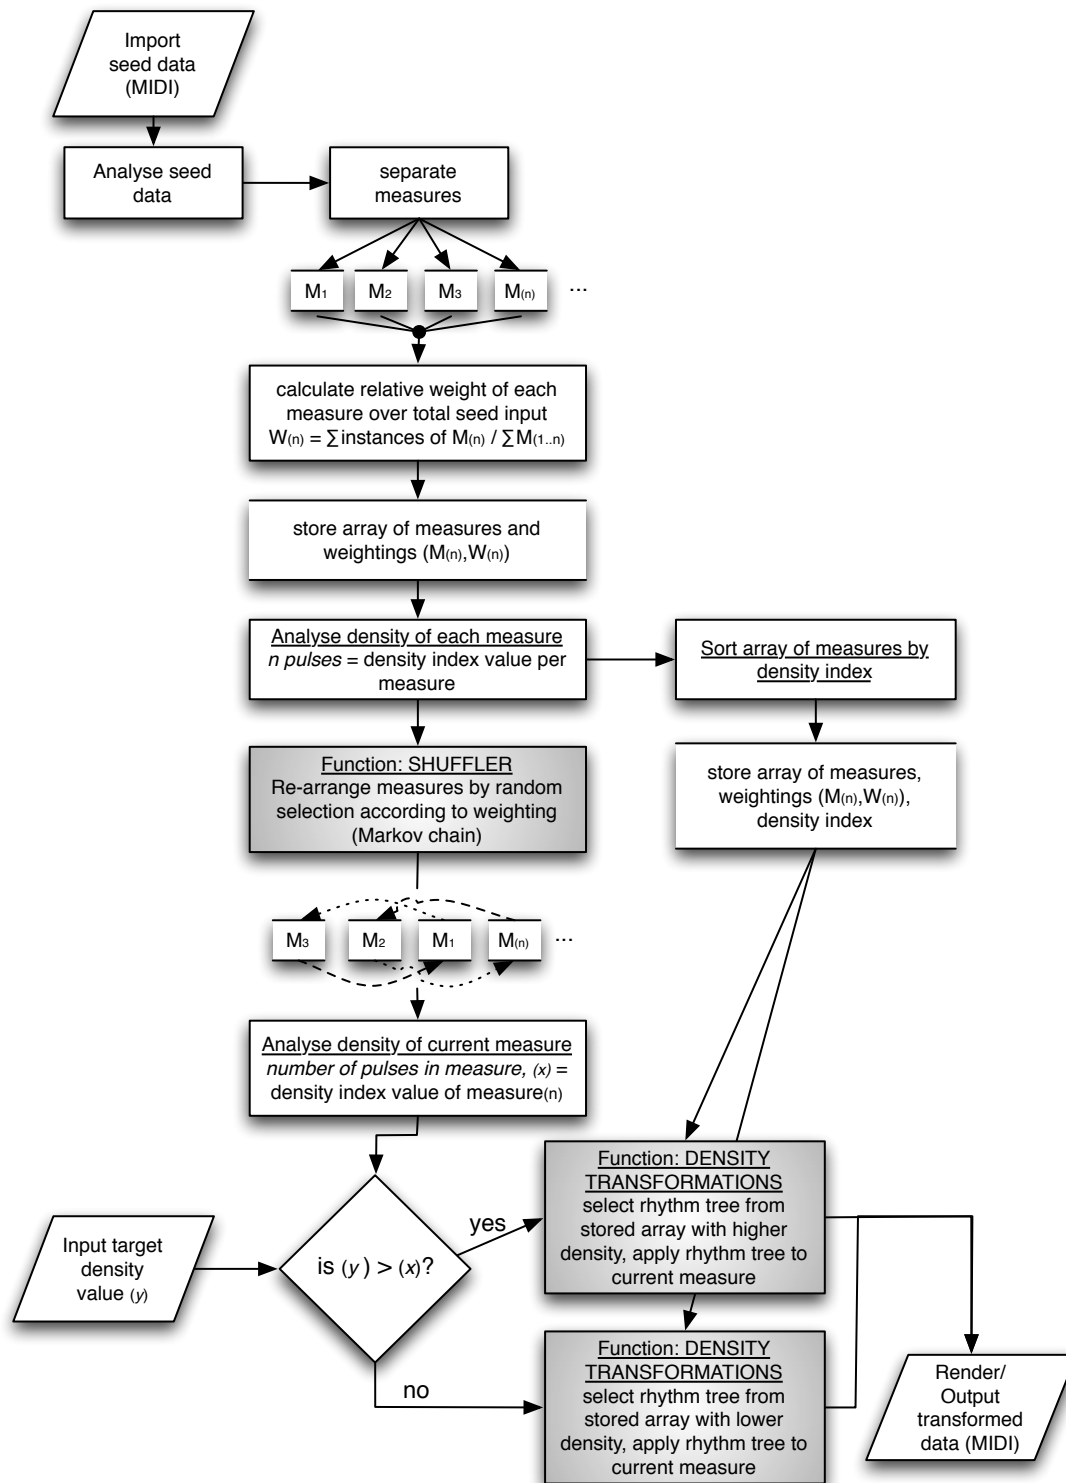 Import
seed data
(MIDI)
Analyse seed
data
separate
measures
M1
M2
M3
M(n)
...
calculate relative weight of each
measure over total seed input
W(n) = ∑instances of M(n) / ∑M(1..n)
store array of measures and
weightings (M(n),W(n))
Analyse density of each measure
n pulses = density index value per
measure
Sort array of measures by
density index
Function: SHUFFLER
Re-arrange measures by random
selection according to weighting
(Markov chain)
store array of measures,
weightings (M(n),W(n)),
density index
M3
M2
M1
M(n)
...
Analyse density of current measure
number of pulses in measure, (x) =
density index value of measure(n)
Input target
density
value (y)
is (y) > (x)?
yes
no
Function: DENSITY
TRANSFORMATIONS
select rhythm tree from
stored array with higher
density, apply rhythm tree to
current measure
Function: DENSITY
TRANSFORMATIONS
select rhythm tree from
stored array with lower
density, apply rhythm tree to
current measure
Render/
Output
transformed
data (MIDI)